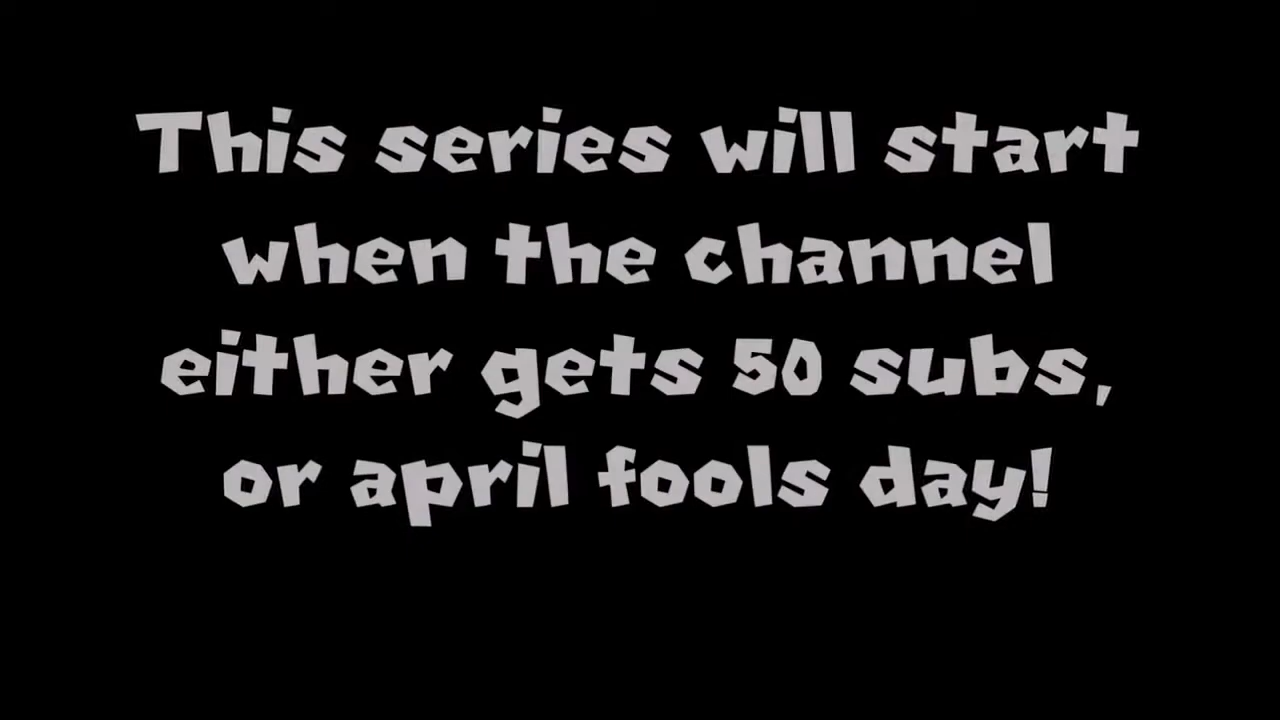 This series will start
when the channel
either gets 50 subs,
or april fools day!